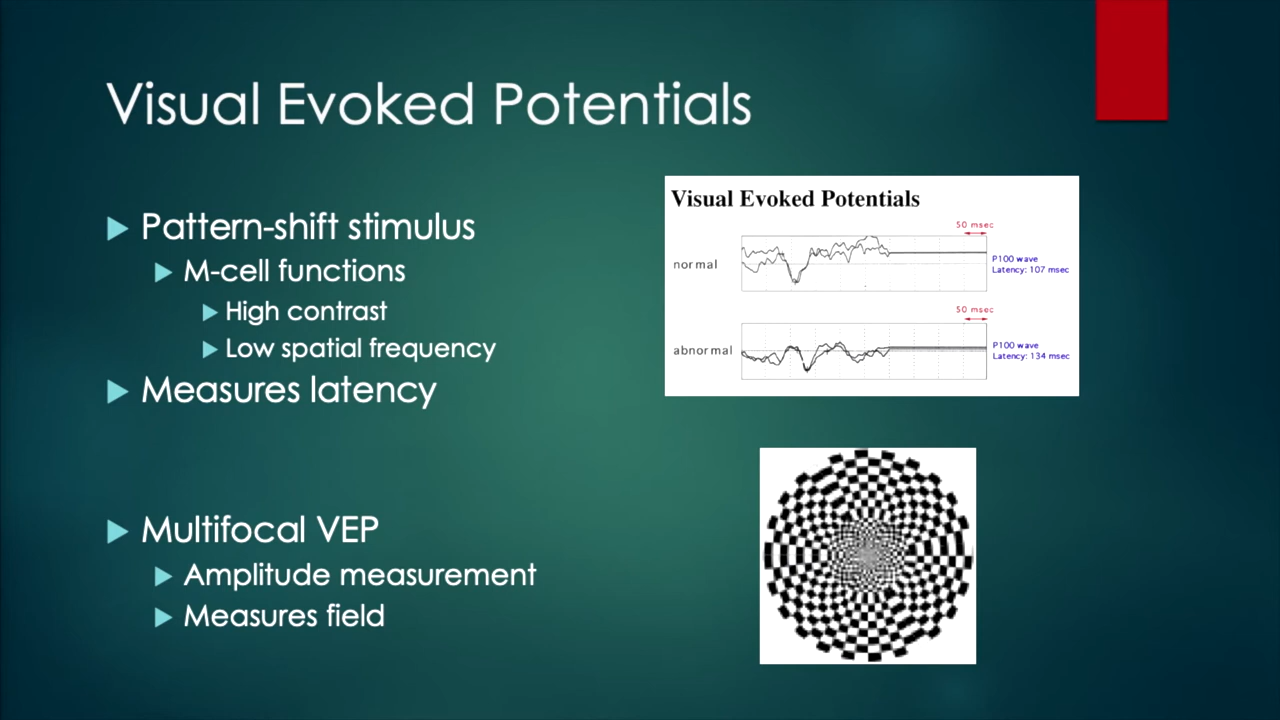 Visual Evoked Potentials
Pattern-shift stimulus
M-cell functions
High contrast
Low spatial frequency
Measures latency
Multifocal VEP
Amplitude measurement
Measures field
Visual Evoked Potentials
50 msec
normal
P100 wave
Latency: 107 msec
50 msec
abnormal
P100 wave
Latency: 134 msec